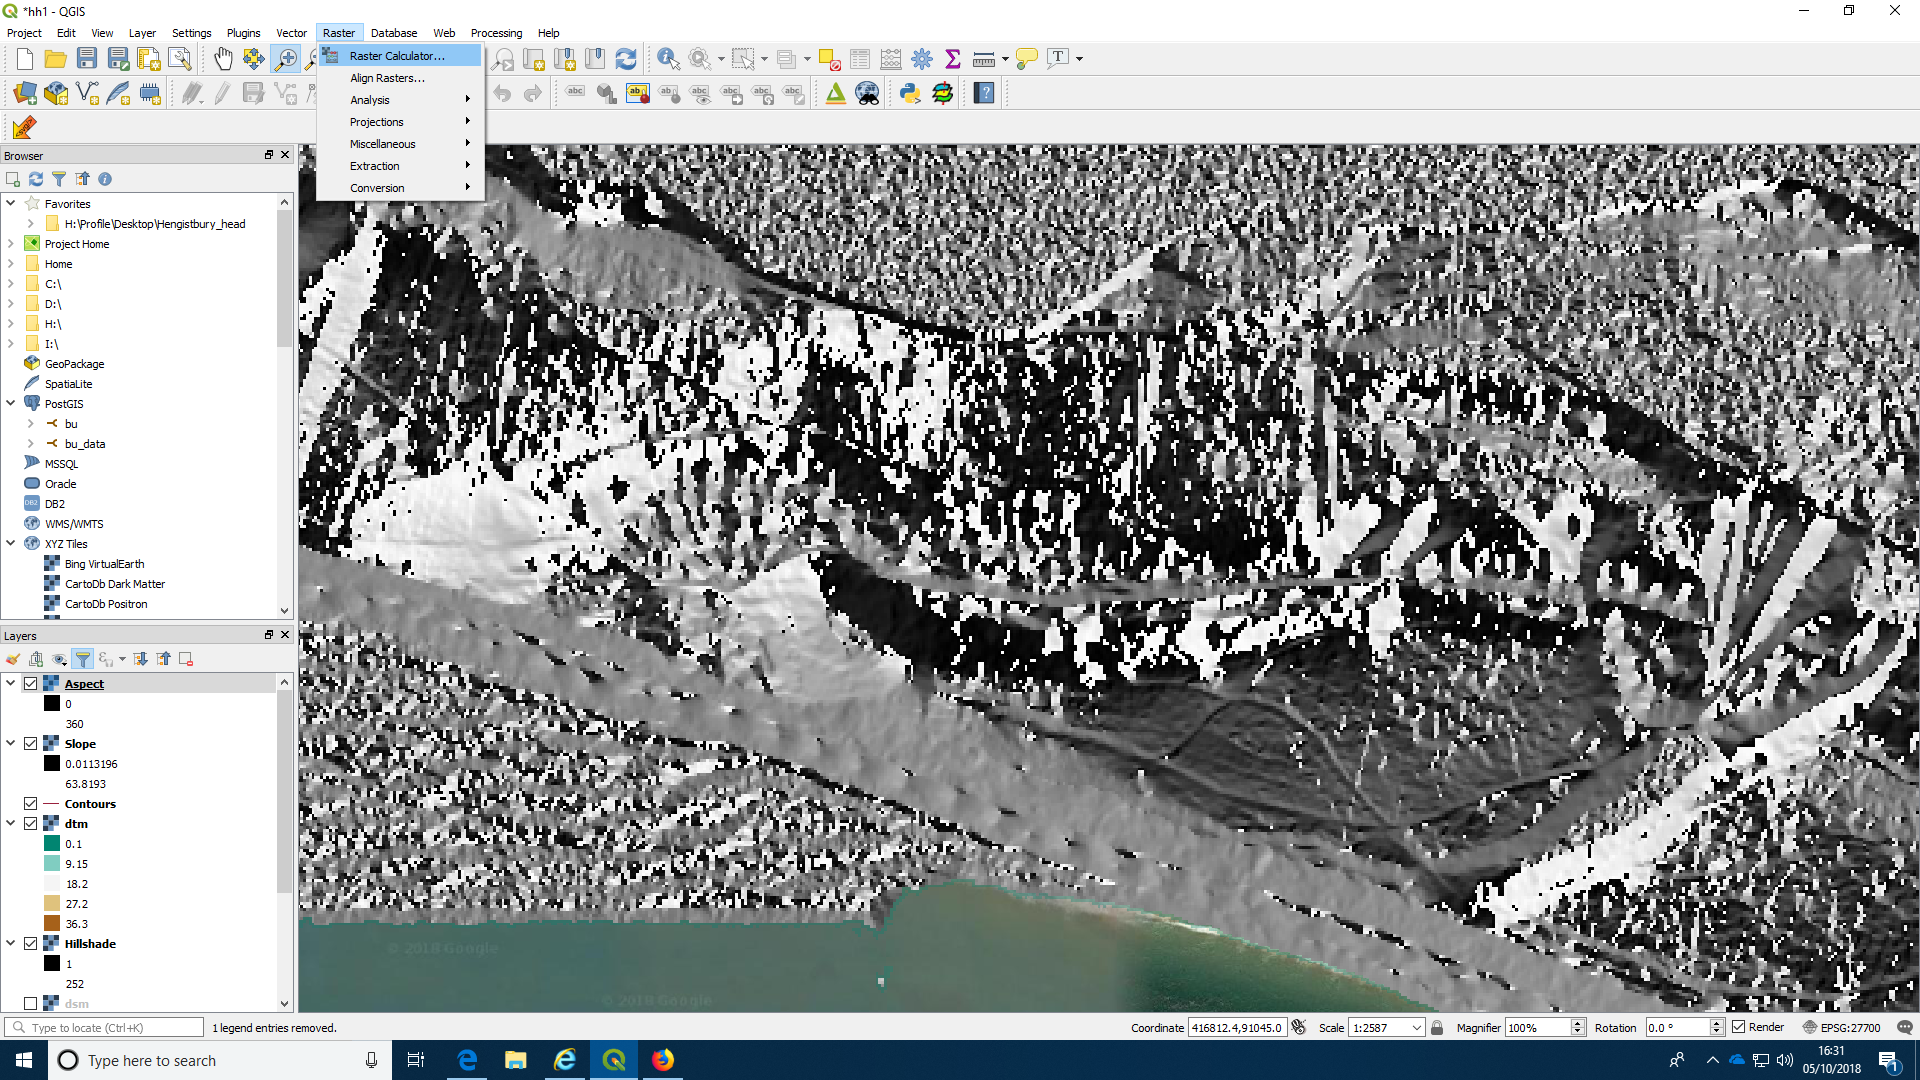 *hh1 - QGIS
Project Edit View Layer Settings Plugins Vector Raster Database Web Processing Help
Raster Calculator...
Align Rasters...
Analysis
Projections
Miscellaneous
Extraction
Conversion
Browser
Favorites
H:\Profile\Desktop\Hengistbury_head
Project Home
Home
C:\
D:\
H:\
I:\
GeoPackage
SpatiaLite
PostGIS
bu
bu_data
MSSQL
Oracle
DB2
WMS/WMTS
XYZ Tiles
Bing VirtualEarth
CartoDb Dark Matter
CartoDb Positron
Layers
Aspect
0
360
Slope
0.0113196
63.8193
Contours
dtm
0.1
9.15
18.2
27.2
36.3
Hillshade
1
252
dsm
© 2018 Google
© 2018 Google
Type to locate (Ctrl+K) 1 legend entries removed. Coordinate 416812.4,91045.0 Scale 1:2587 Magnifier 100% Rotation 0.0 ° Render EPSG:27700
Type here to search
16:31
05/10/2018
1